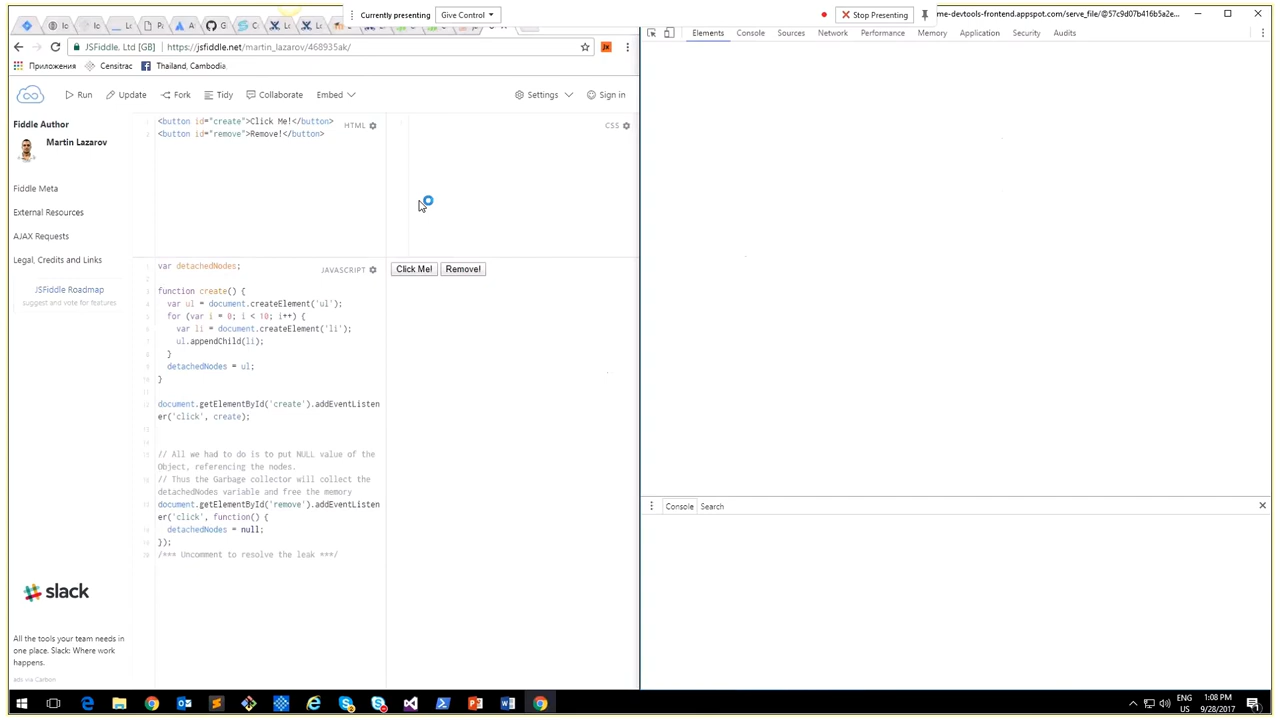 Currently presenting
Give Control
Stop Presenting
me-devtools-frontend.appspot.com/serve_file/@57c9d07b416b5a2e...
JSFiddle, Ltd [GB] https://jsfiddle.net/martin_lazarov/468935ak/
Приложения
Censitrac
Thailand, Cambodia,
Elements Console Sources Network Performance Memory Application Security Audits
Run Update Fork Tidy Collaborate Embed Settings Sign in
Fiddle Author
Martin Lazarov
Fiddle Meta
External Resources
AJAX Requests
Legal, Credits and Links
JSFiddle Roadmap
suggest and vote for features
slack
All the tools your team needs in
one place. Slack: Where work
happens.
ads via Carbon
HTML
<button id="create">Click Me!</button>
<button id="remove">Remove!</button>
CSS
JAVASCRIPT
var detachedNodes;
function create() {
var ul = document.createElement('ul');
for (var i = 0; i < 10; i++) {
var li = document.createElement('li');
ul.appendChild(li);
}
detachedNodes = ul;
}
document.getElementById('create').addEventListen
er('click', create);
// All we had to do is to put NULL value of the
Object, referencing the nodes.
// Thus the Garbage collector will collect the
detachedNodes variable and free the memory
document.getElementById('remove').addEventListen
er('click', function() {
detachedNodes = null;
});
/*** Uncomment to resolve the leak ***/
Click Me! Remove!
Console Search
ENG
US
1:08 PM
9/28/2017